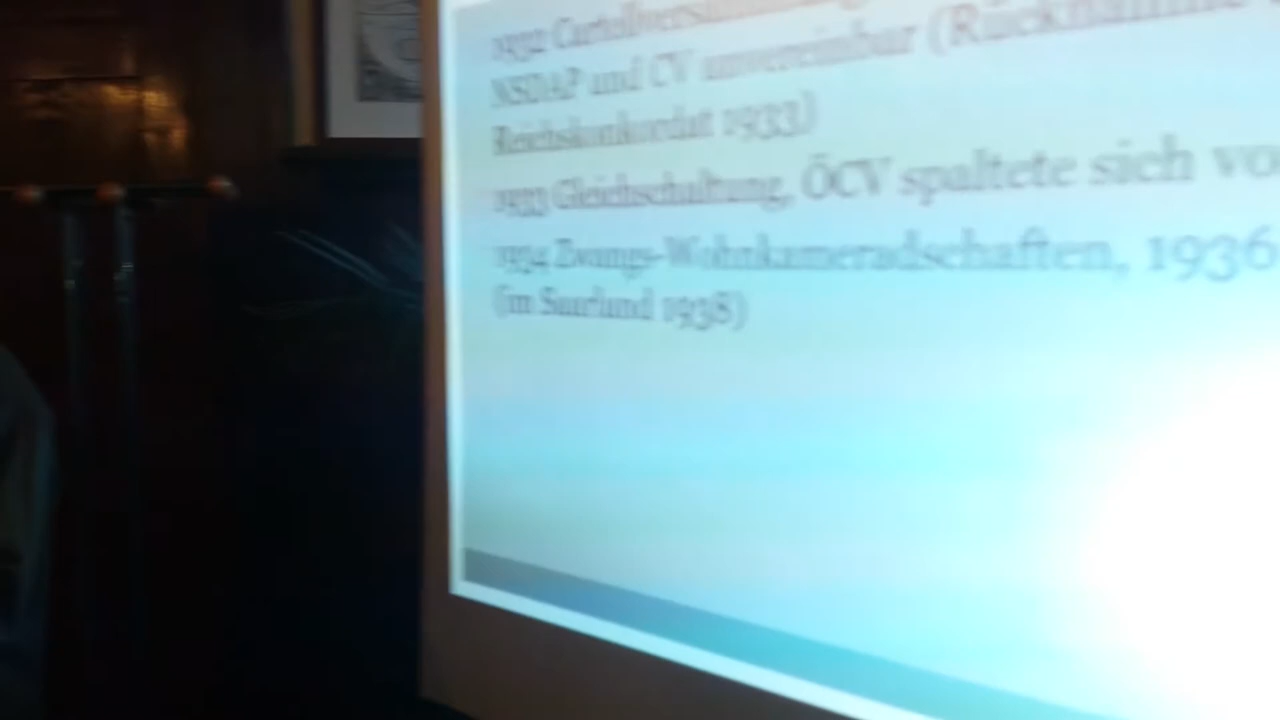 1932 Cartellversammlung
NSDAP und CV unvereinbar (Rücknahme
Reichskonkordat 1933)
1933 Gleichschaltung, ÖCV spaltete sich vo
1934 Zwangs-Wohnkameradschaften, 1936
(im Saarland 1938)